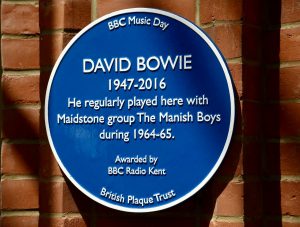 BBC Music Day
DAVID BOWIE
1947-2016
He regularly played here with
Maidstone group The Manish Boys
during 1964-65.
Awarded by
BBC Radio Kent
British Plaque Trust